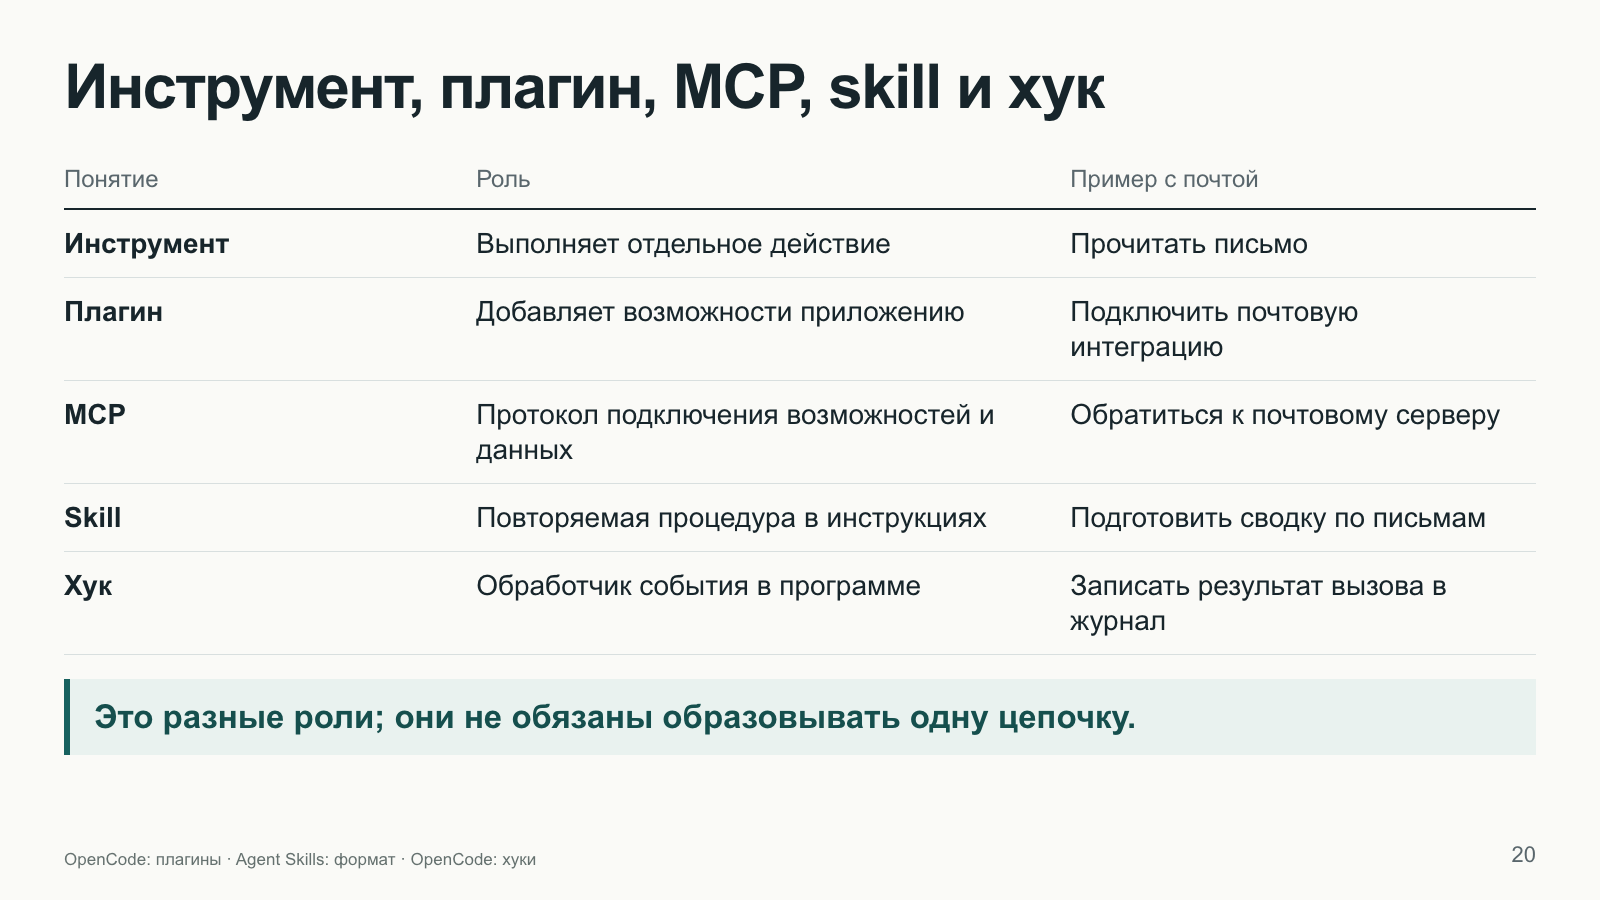 Инструмент, плагин, MCP, skill и хук
Понятие Роль Пример с почтой
Инструмент Выполняет отдельное действие Прочитать письмо
Плагин Добавляет возможности приложению Подключить почтовую
интеграцию
MCP Протокол подключения возможностей и Обратиться к почтовому серверу
данных
Skill Повторяемая процедура в инструкциях Подготовить сводку по письмам
Хук Обработчик события в программе Записать результат вызова в
журнал
Это разные роли; они не обязаны образовывать одну цепочку.
OpenCode: плагины · Agent Skills: формат · OpenCode: хуки 20